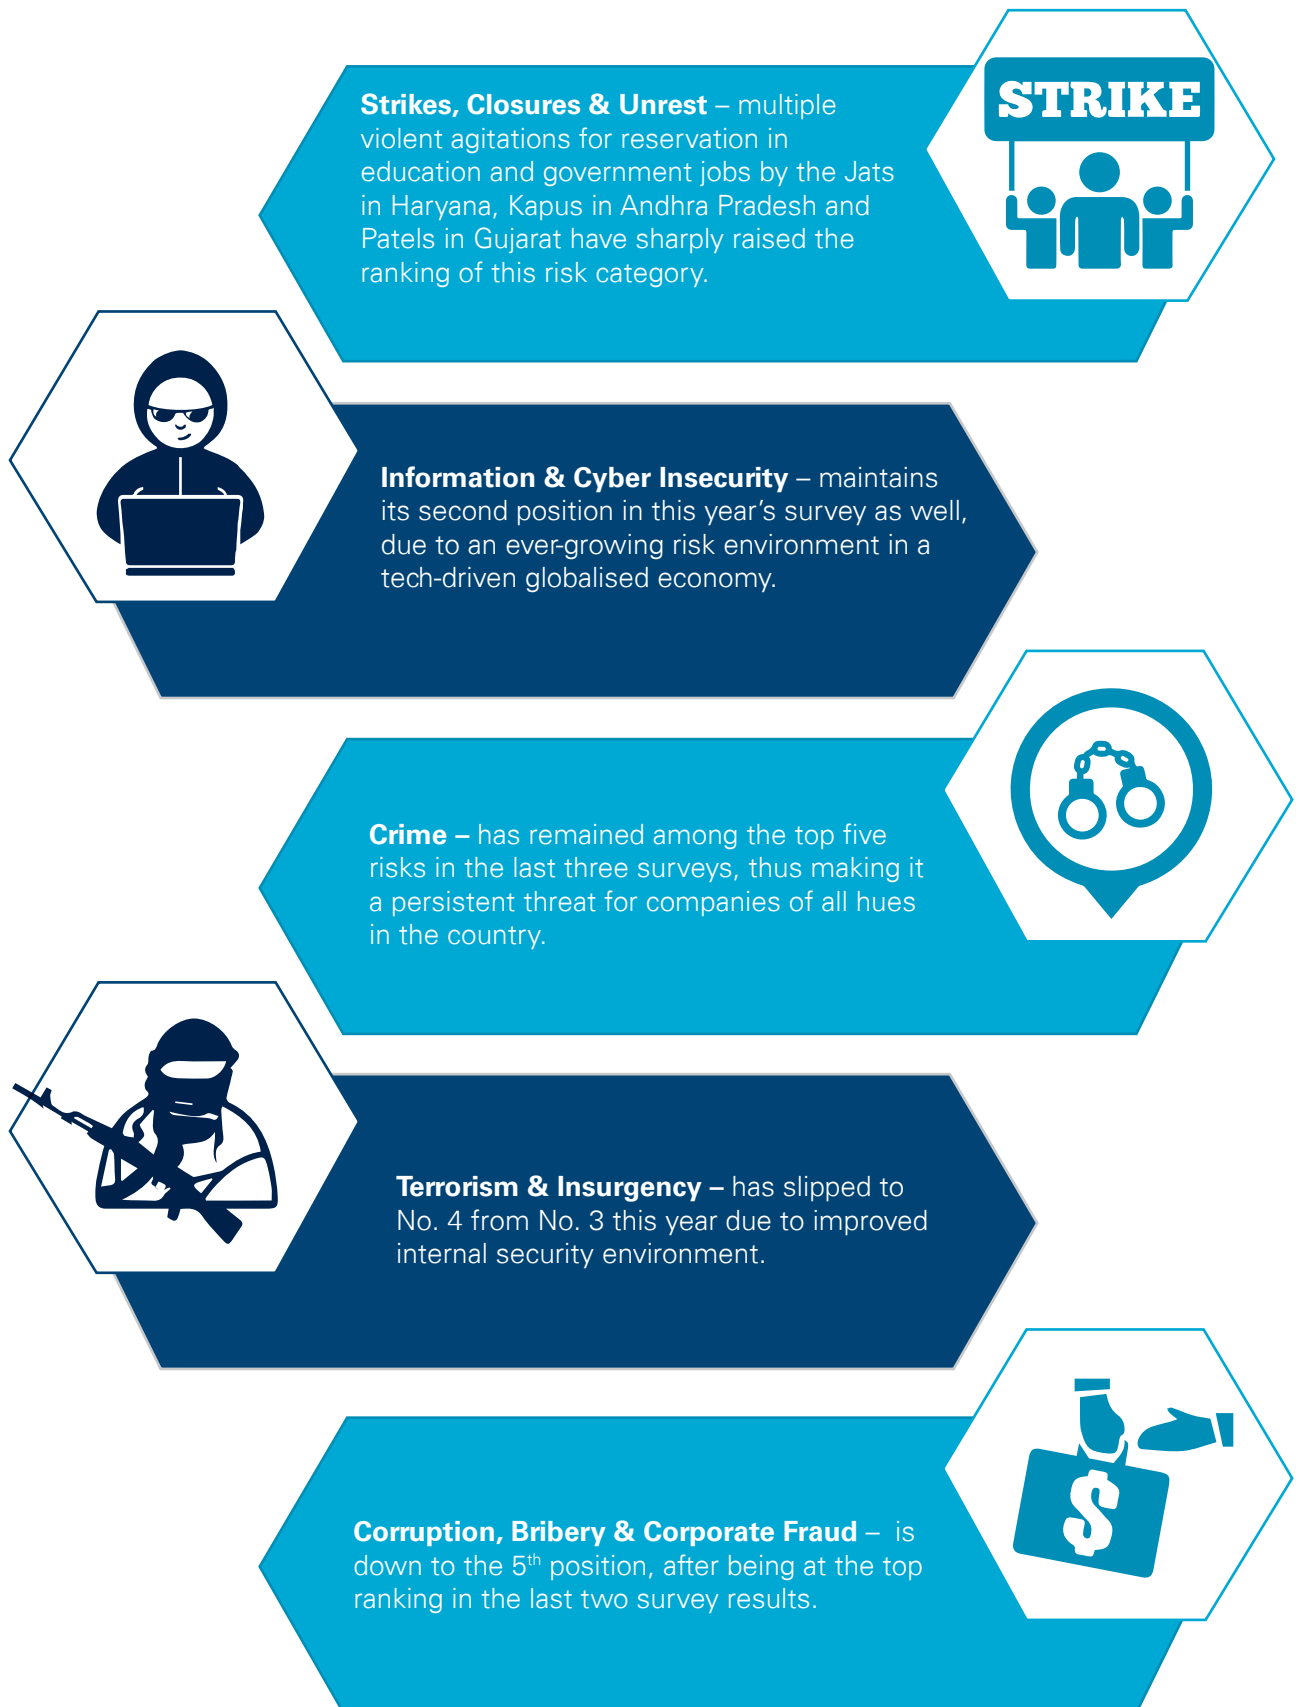 STRIKE
Strikes, Closures & Unrest – multiple
violent agitations for reservation in
education and government jobs by the Jats
in Haryana, Kapus in Andhra Pradesh and
Patels in Gujarat have sharply raised the
ranking of this risk category.
Information & Cyber Insecurity – maintains
its second position in this year’s survey as well,
due to an ever-growing risk environment in a
tech-driven globalised economy.
Crime – has remained among the top five
risks in the last three surveys, thus making it
a persistent threat for companies of all hues
in the country.
Terrorism & Insurgency – has slipped to
No. 4 from No. 3 this year due to improved
internal security environment.
Corruption, Bribery & Corporate Fraud – is
down to the 5th position, after being at the top
ranking in the last two survey results.
$